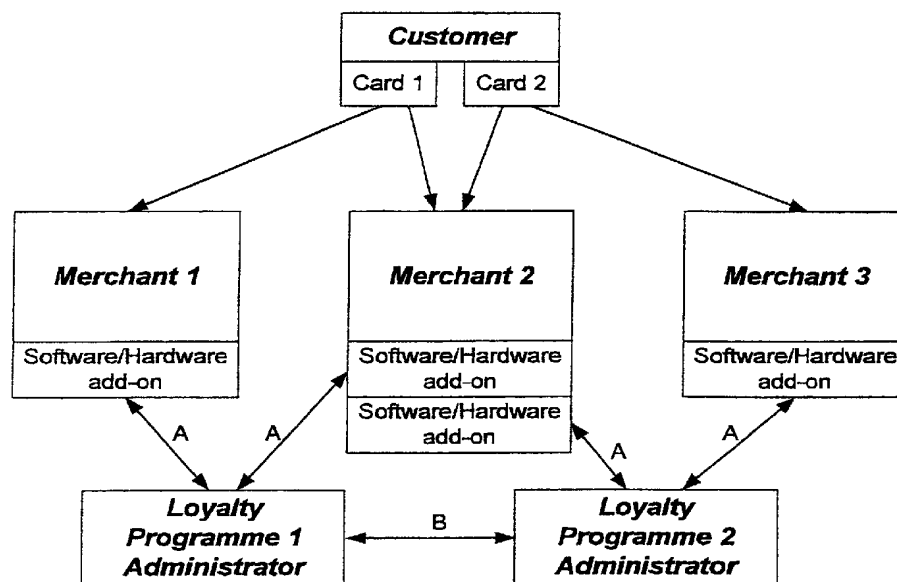 Customer
Card 1
Card 2
Merchant 1
Merchant 2
Merchant 3
Software/Hardware
add-on
Software/Hardware
add-on
Software/Hardware
add-on
Software/Hardware
add-on
A
A
A
A
Loyalty
Programme 1
Administrator
B
Loyalty
Programme 2
Administrator